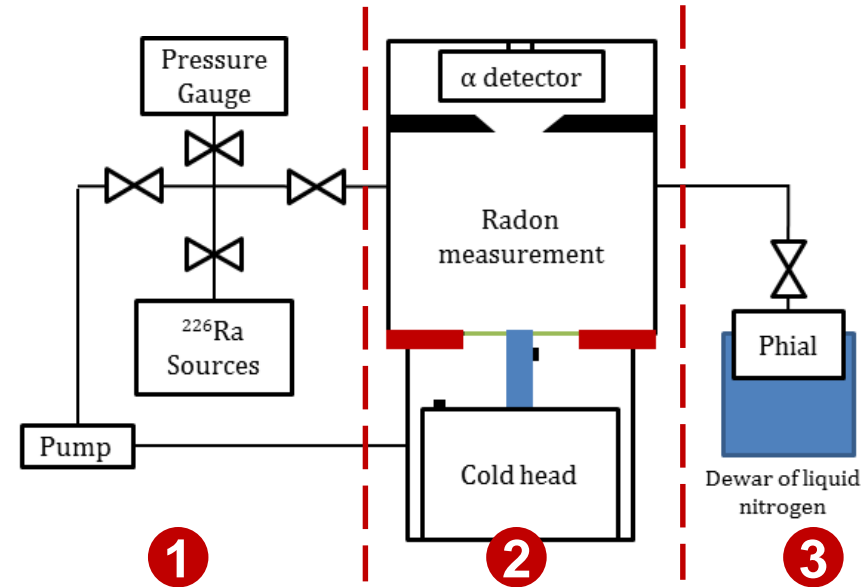 Pressure
Gauge
α detector
Radon
measurement
²²⁶Ra
Sources
Phial
Pump
Cold head
Dewar of liquid
nitrogen
1
2
3